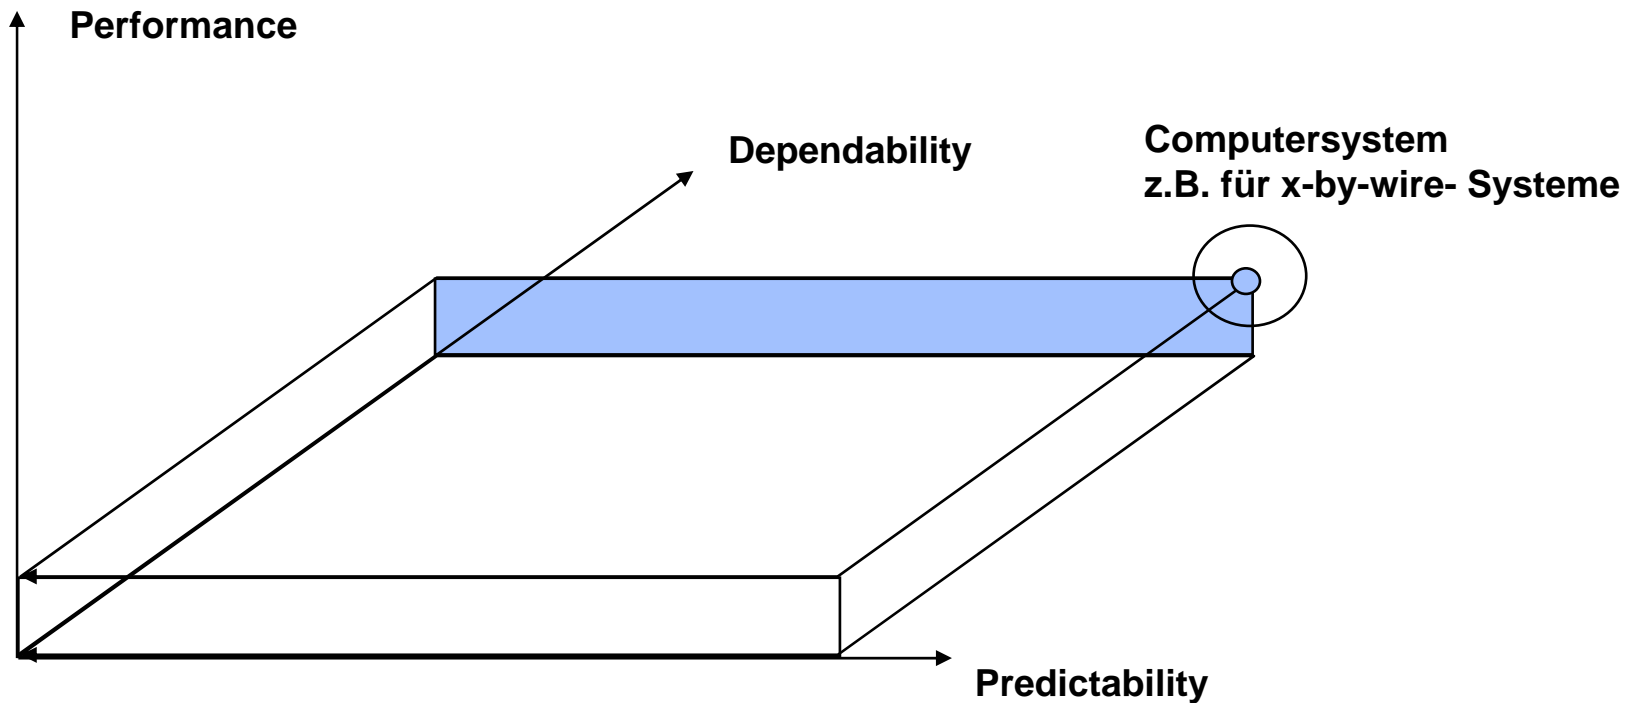 Performance
Dependability
Computersystem
z.B. für x-by-wire- Systeme
Predictability